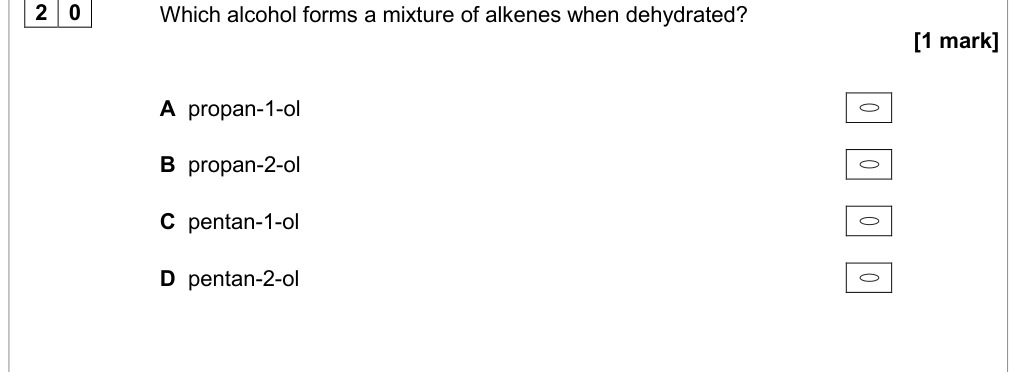 2 0 Which alcohol forms a mixture of alkenes when dehydrated?
[1 mark]
A propan-1-ol
B propan-2-ol
C pentan-1-ol
D pentan-2-ol